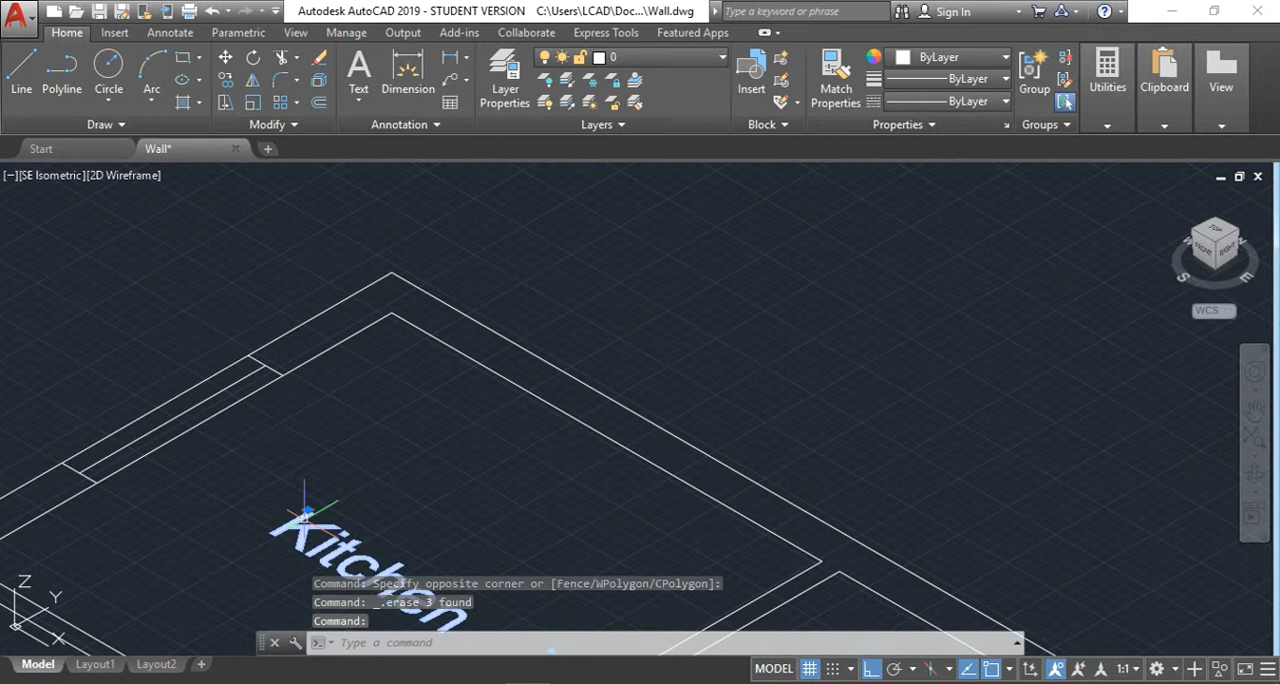 Autodesk AutoCAD 2019 - STUDENT VERSION C:\Users\LCAD\Doc...\Wall.dwg
Type a keyword or phrase
Sign In
Home Insert Annotate Parametric View Manage Output Add-ins Collaborate Express Tools Featured Apps
0
ByLayer
ByLayer
ByLayer
Line Polyline Circle Arc
Text Dimension
Layer Properties
Insert
Match Properties
Group
Utilities
Clipboard
View
Draw Modify Annotation Layers Block Properties Groups
Start Wall*
[−][SE Isometric][2D Wireframe]
TOP
FRONT
RIGHT
W
N
S
E
WCS
Kitchen
Command: Specify opposite corner or [Fence/WPolygon/CPolygon]:
Command: _.erase 3 found
Command:
Type a command
Z
Y
X
Model Layout1 Layout2
MODEL
1:1